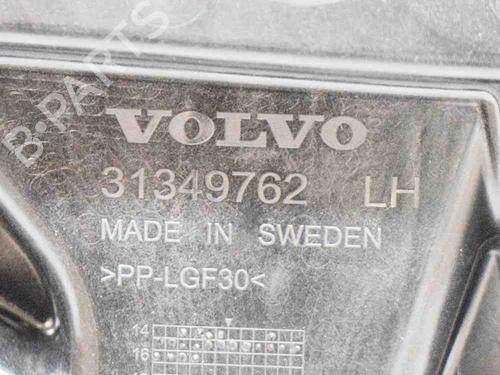 B-PARTS
VOLVO
31349762 LH
MADE IN SWEDEN
>PP-LGF30<
14
16